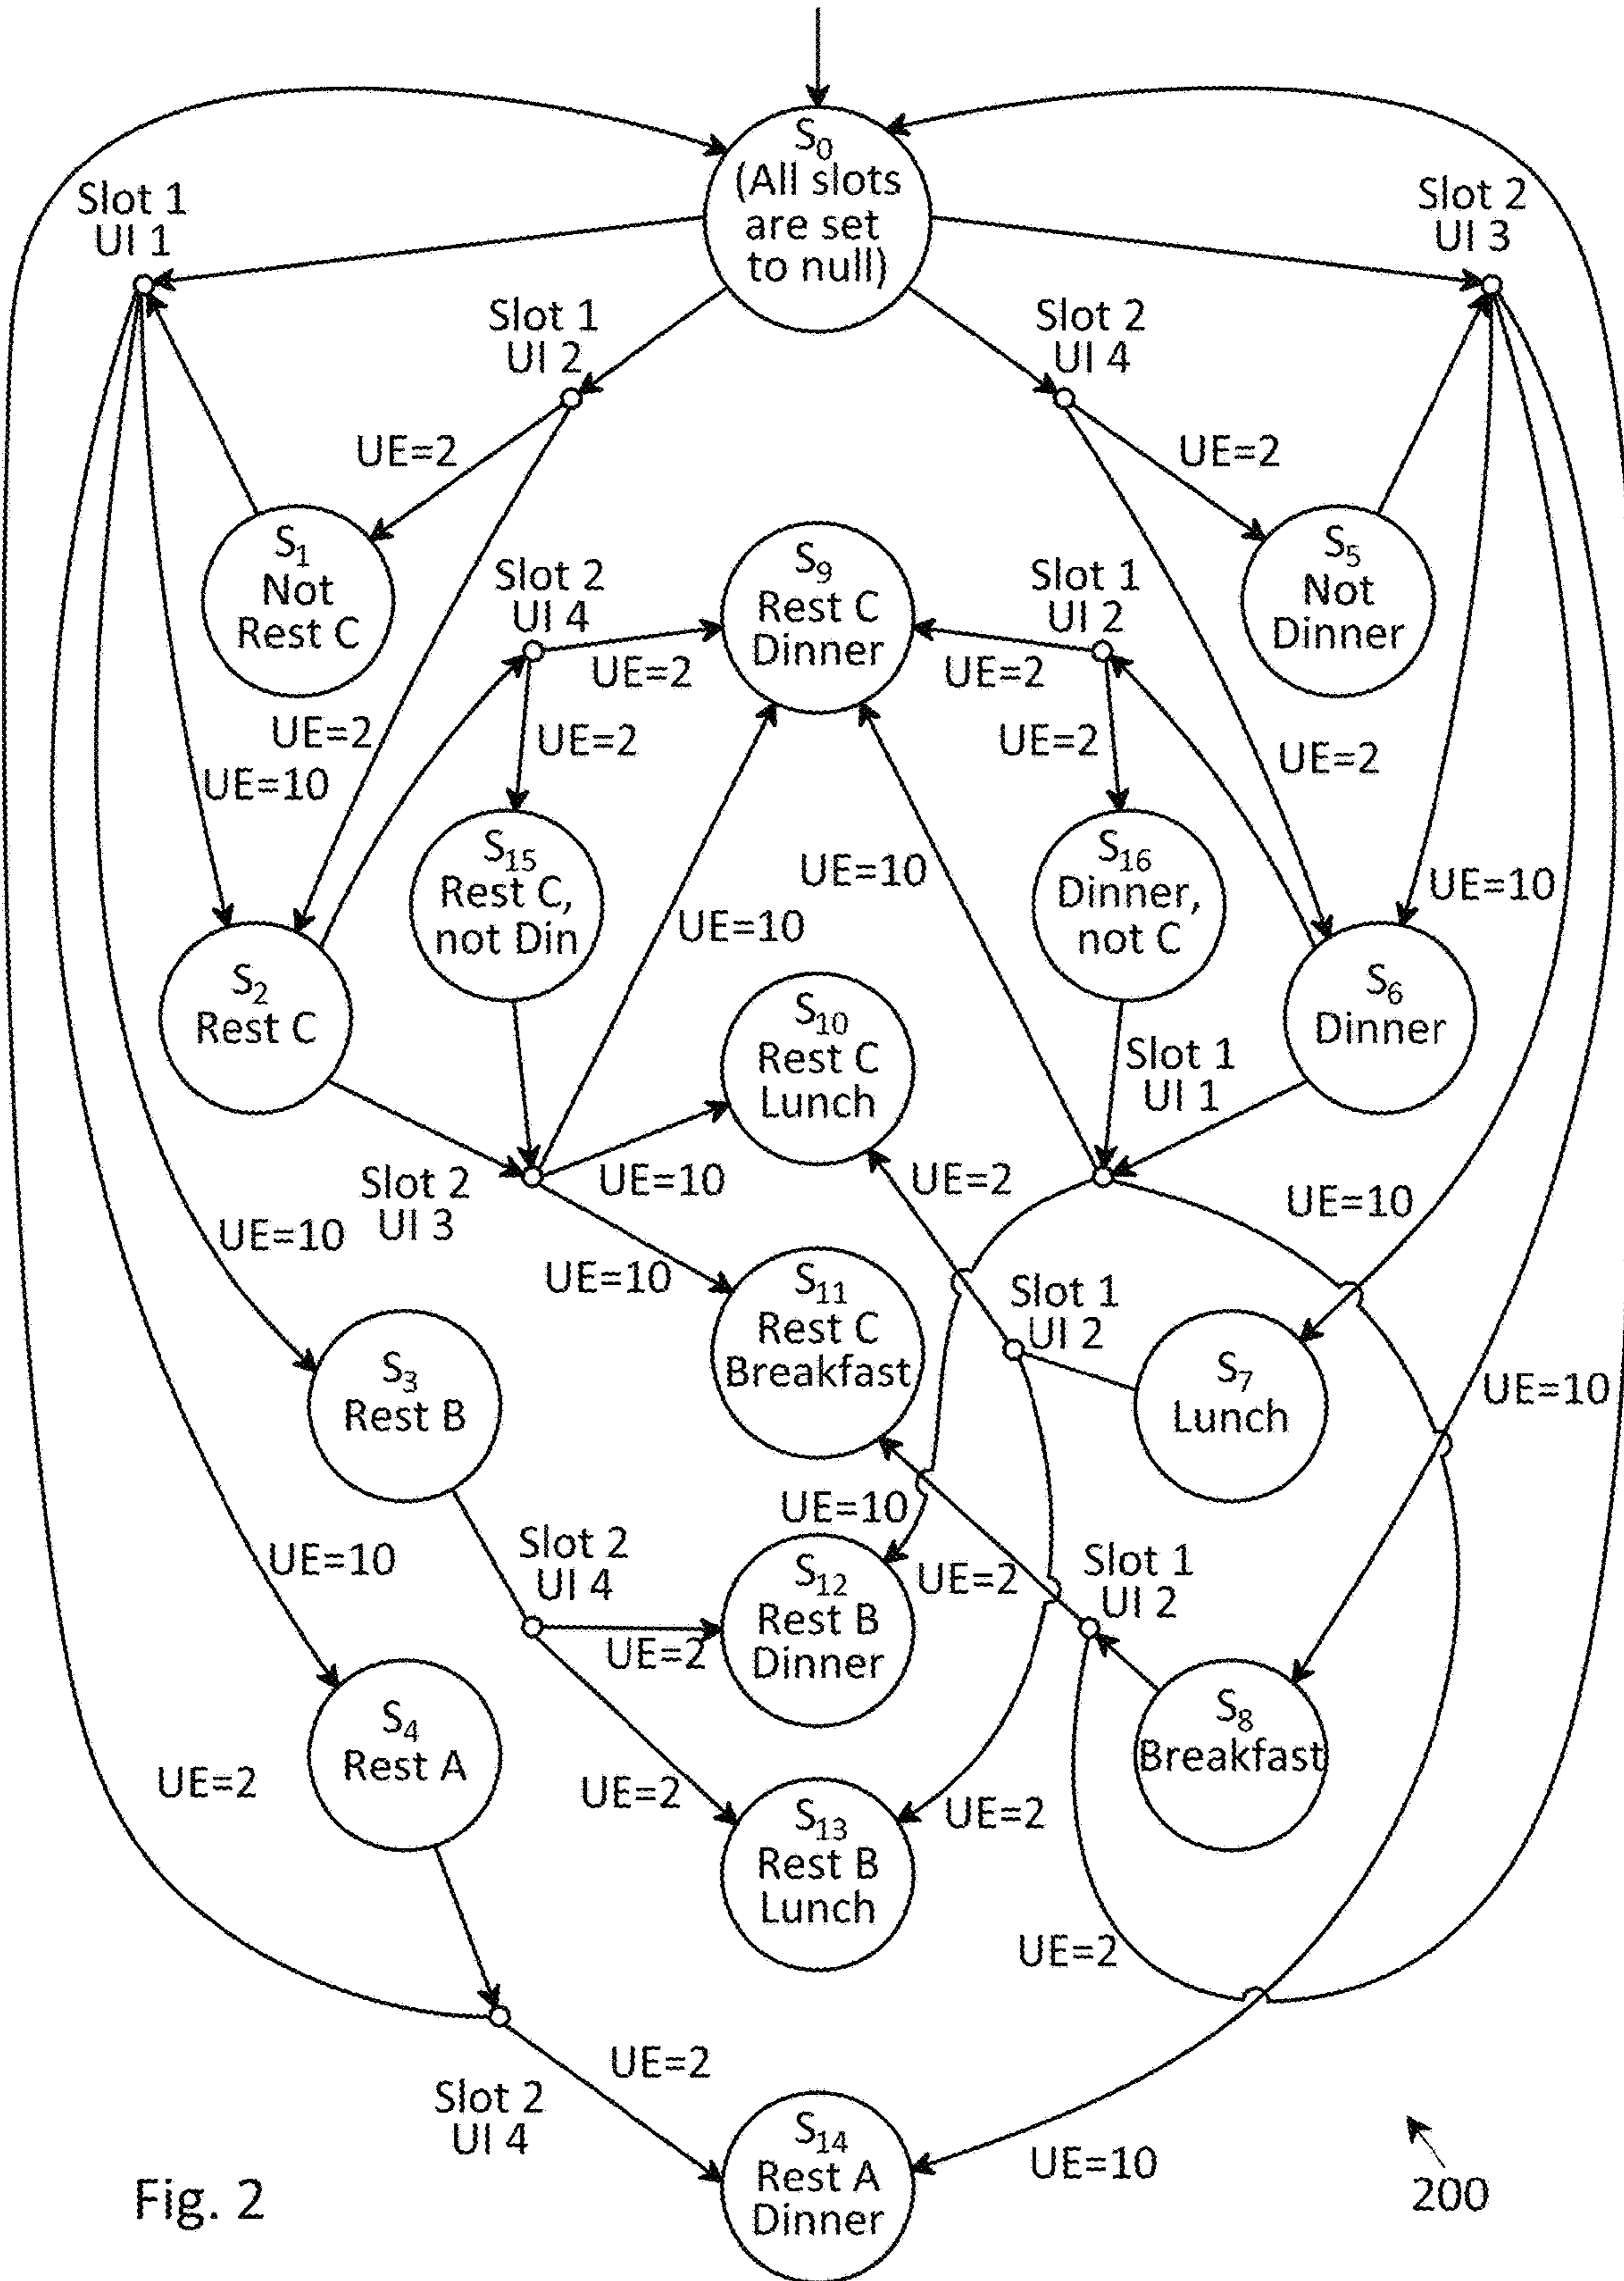 S0
(All slots
are set
to null)
Slot 1
UI 1
Slot 2
UI 3
Slot 1
UI 2
Slot 2
UI 4
UE=2
UE=2
S1
Not
Rest C
Slot 2
UI 4
S9
Rest C
Dinner
Slot 1
UI 2
S5
Not
Dinner
UE=2
UE=2
UE=2
UE=10
UE=2
UE=2
UE=2
S15
Rest C,
not Din
UE=10
UE=10
S16
Dinner,
not C
UE=10
S2
Rest C
S10
Rest C
Lunch
Slot 1
UI 1
S6
Dinner
Slot 2
UI 3
UE=10
UE=2
UE=10
UE=10
UE=10
S11
Rest C
Breakfast
Slot 1
UI 2
S3
Rest B
S7
Lunch
UE=10
UE=10
UE=10
Slot 2
UI 4
S12
Rest B
Dinner
UE=2
Slot 1
UI 2
UE=2
S4
Rest A
S8
Breakfast
UE=2
UE=2
S13
Rest B
Lunch
UE=2
UE=2
UE=2
Slot 2
UI 4
S14
Rest A
Dinner
UE=10
Fig. 2
200